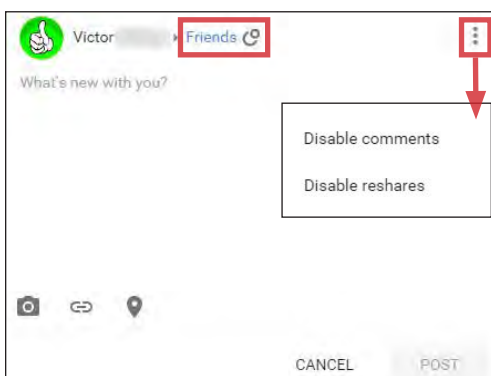 Victor Friends
What's new with you?
Disable comments
Disable reshares
CANCEL POST